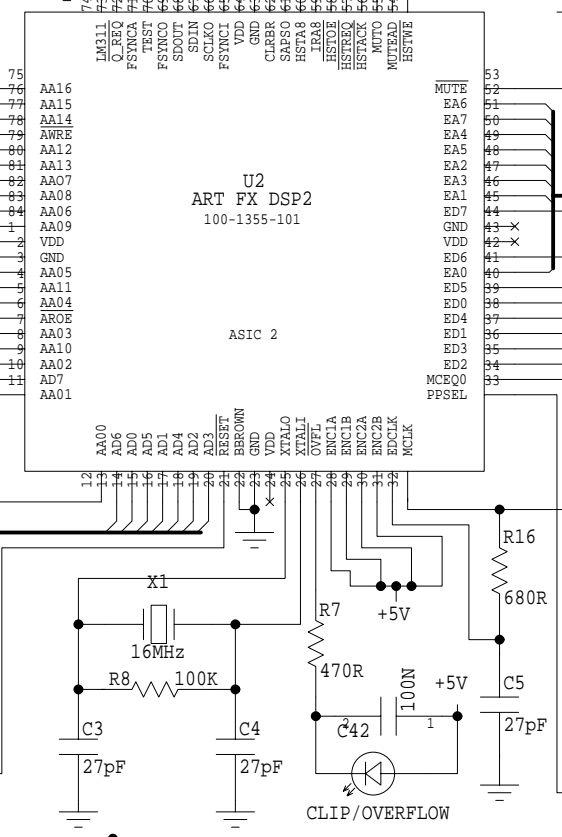 LM311
Q_REQ
FSYNCA
TEST
FSYNCO
SDOUT
SDIN
SCLKO
FSYNCI
VDD
GND
CLRBR
SAPSO
HSTA8
IRA8
HSTOE
HSTREQ
HSTACK
MUTO
MUTEAD
HSTWE
75
76 AA16
77 AA15
78 AA14
79 AWRE
80 AA12
81 AA13
82 AA07
83 AA08
84 AA06
1 AA09
2 VDD
3 GND
4 AA05
5 AA11
6 AA04
7 AROE
8 AA03
9 AA10
10 AA02
11 AD7
AA01
U2
ART FX DSP2
100-1355-101
ASIC 2
53
MUTE 52
EA6 51
EA7 50
EA4 49
EA5 48
EA2 47
EA3 46
EA1 45
ED7 44
GND 43
VDD 42
ED6 41
EA0 40
ED5 39
ED0 38
ED4 37
ED1 36
ED3 35
ED2 34
MCEQ0 33
PPSEL
AA00
AD6
AD0
AD5
AD1
AD4
AD2
AD3
RESET
BBROWN
GND
VDD
XTALO
XTALI
OVFL
ENC1A
ENC1B
ENC2A
ENC2B
EDCLK
MCLK
12
13
14
15
16
17
18
19
20
21
22
23
24
25
26
27
28
29
30
31
32
R16
680R
X1
16MHz
R8 100K
R7
470R
+5V
+5V
100N
C42
2
1
C5
27pF
C3
27pF
C4
27pF
CLIP/OVERFLOW